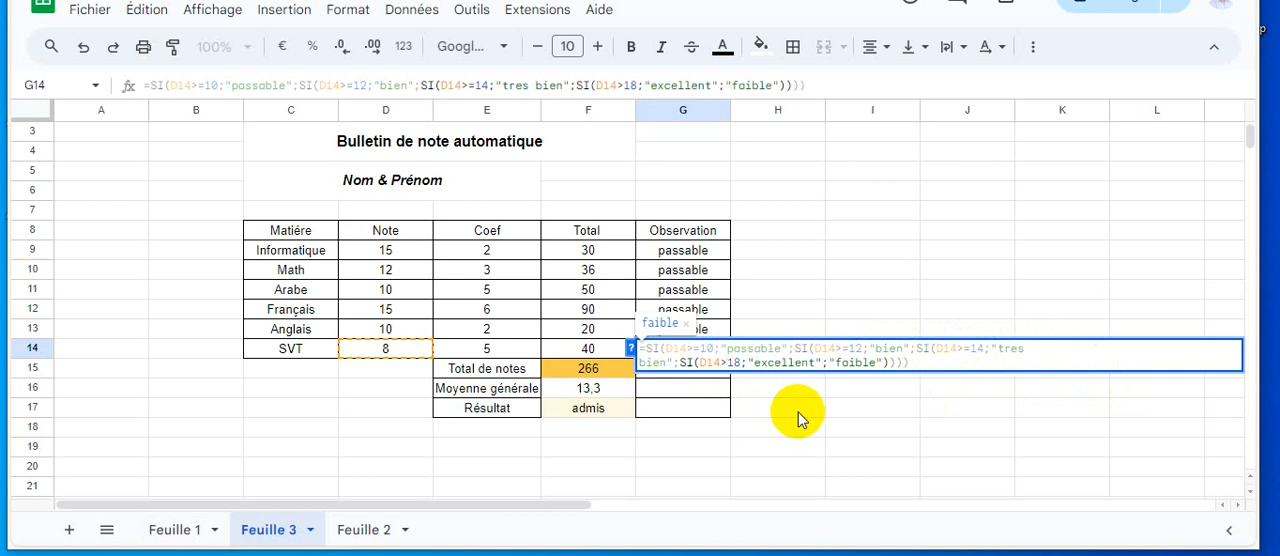 Fichier Édition Affichage Insertion Format Données Outils Extensions Aide
100% € % .0 .00 123 Googl... − 10 + B I S A
G14 fx =SI(D14>=10;"passable";SI(D14>=12;"bien";SI(D14>=14;"tres bien";SI(D14>18;"excellent";"faible"))))
A B C D E F G H I J K L
3
4 Bulletin de note automatique
5
6 Nom & Prénom
7
8 Matiére Note Coef Total Observation
9 Informatique 15 2 30 passable
10 Math 12 3 36 passable
11 Arabe 10 5 50 passable
12 Français 15 6 90 passable
faible ×
13 Anglais 10 2 20
14 SVT 8 5 40 ? =SI(D14>=10;"passable";SI(D14>=12;"bien";SI(D14>=14;"tres
bien";SI(D14>18;"excellent";"faible"))))
15 Total de notes 266
16 Moyenne générale 13,3
17 Résultat admis
18
19
20
21
+ Feuille 1 Feuille 3 Feuille 2